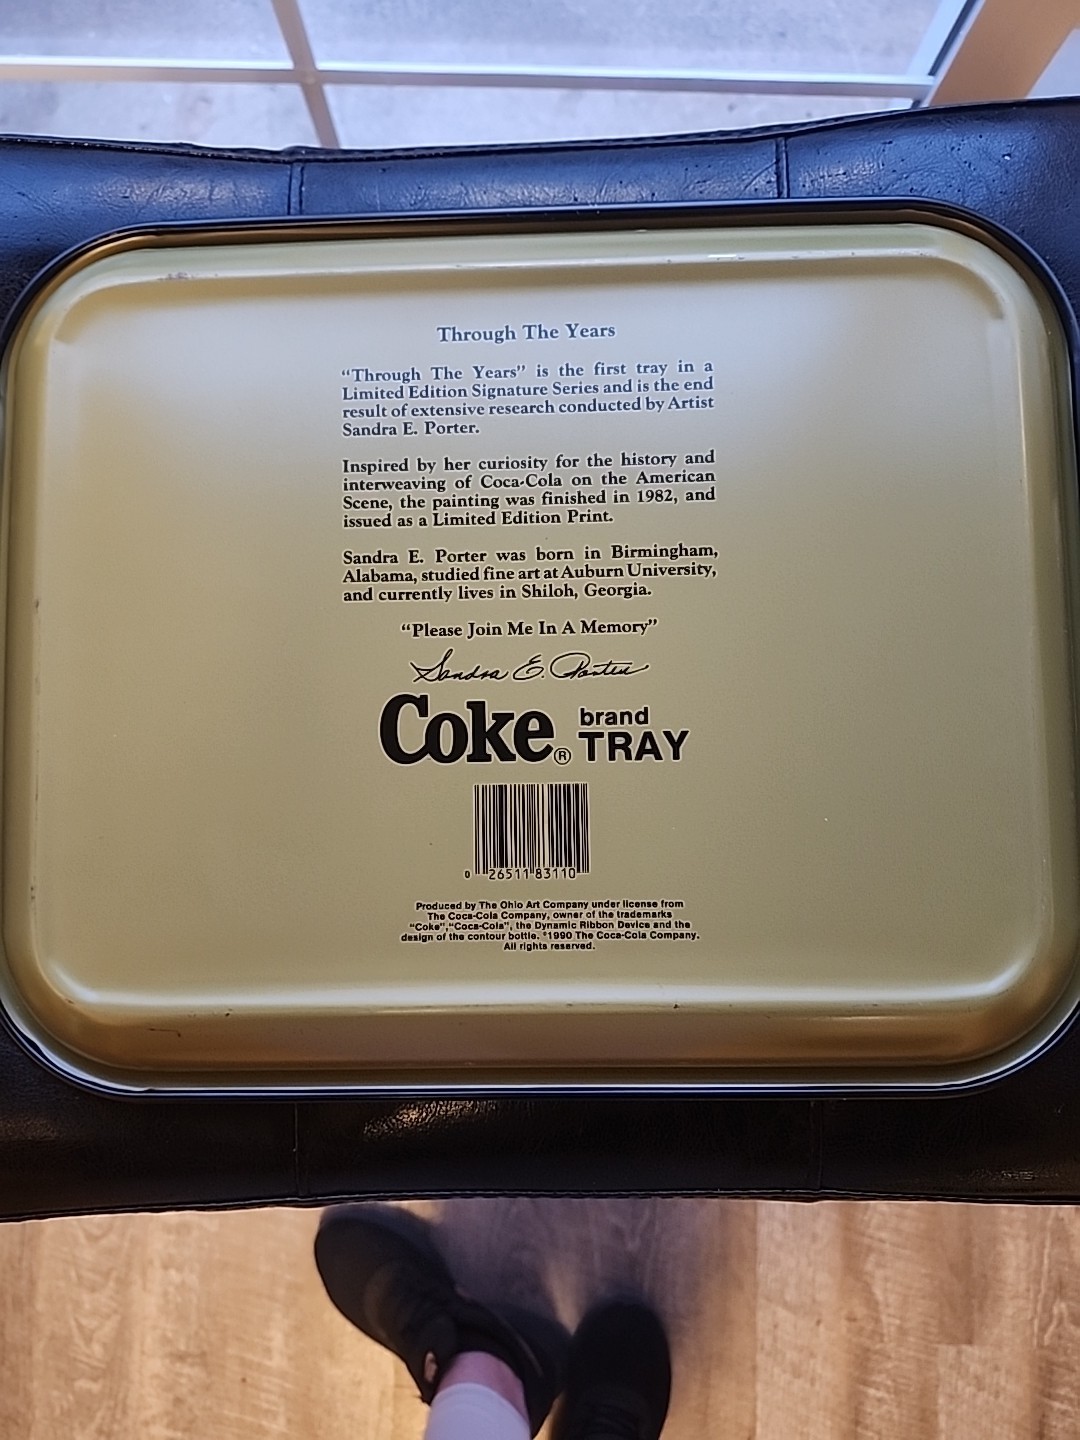 Through The Years
“Through The Years” is the first tray in a
Limited Edition Signature Series and is the end
result of extensive research conducted by Artist
Sandra E. Porter.
Inspired by her curiosity for the history and
interweaving of Coca-Cola on the American
Scene, the painting was finished in 1982, and
issued as a Limited Edition Print.
Sandra E. Porter was born in Birmingham,
Alabama, studied fine art at Auburn University,
and currently lives in Shiloh, Georgia.
“Please Join Me In A Memory”
Sandra E. Porter
Coke® brand TRAY
0 26511 83110
Produced by The Ohio Art Company under license from
The Coca-Cola Company, owner of the trademarks
“Coke”, “Coca-Cola”, the Dynamic Ribbon Device and the
design of the contour bottle. ©1990 The Coca-Cola Company.
All rights reserved.